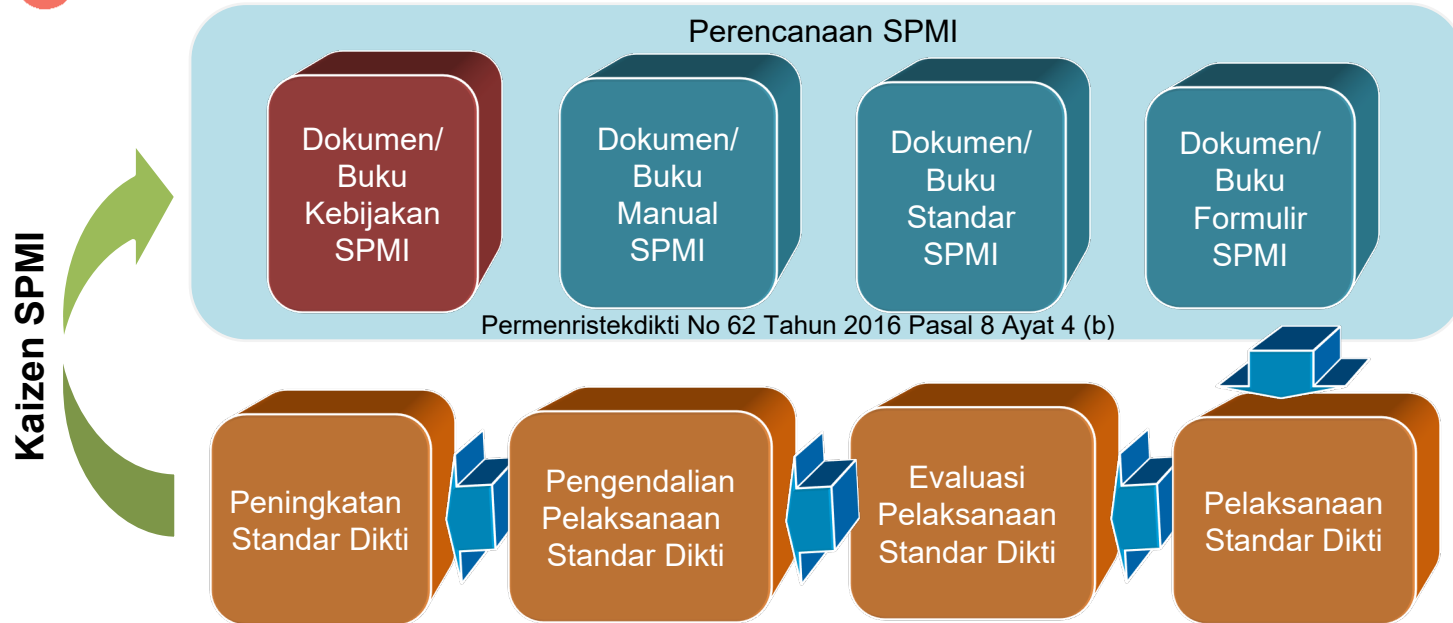 Perencanaan SPMI
Dokumen/
Buku
Kebijakan
SPMI
Dokumen/
Buku
Manual
SPMI
Dokumen/
Buku
Standar
SPMI
Dokumen/
Buku
Formulir
SPMI
Permenristekdikti No 62 Tahun 2016 Pasal 8 Ayat 4 (b)
Kaizen SPMI
Peningkatan
Standar Dikti
Pengendalian
Pelaksanaan
Standar Dikti
Evaluasi
Pelaksanaan
Standar Dikti
Pelaksanaan
Standar Dikti